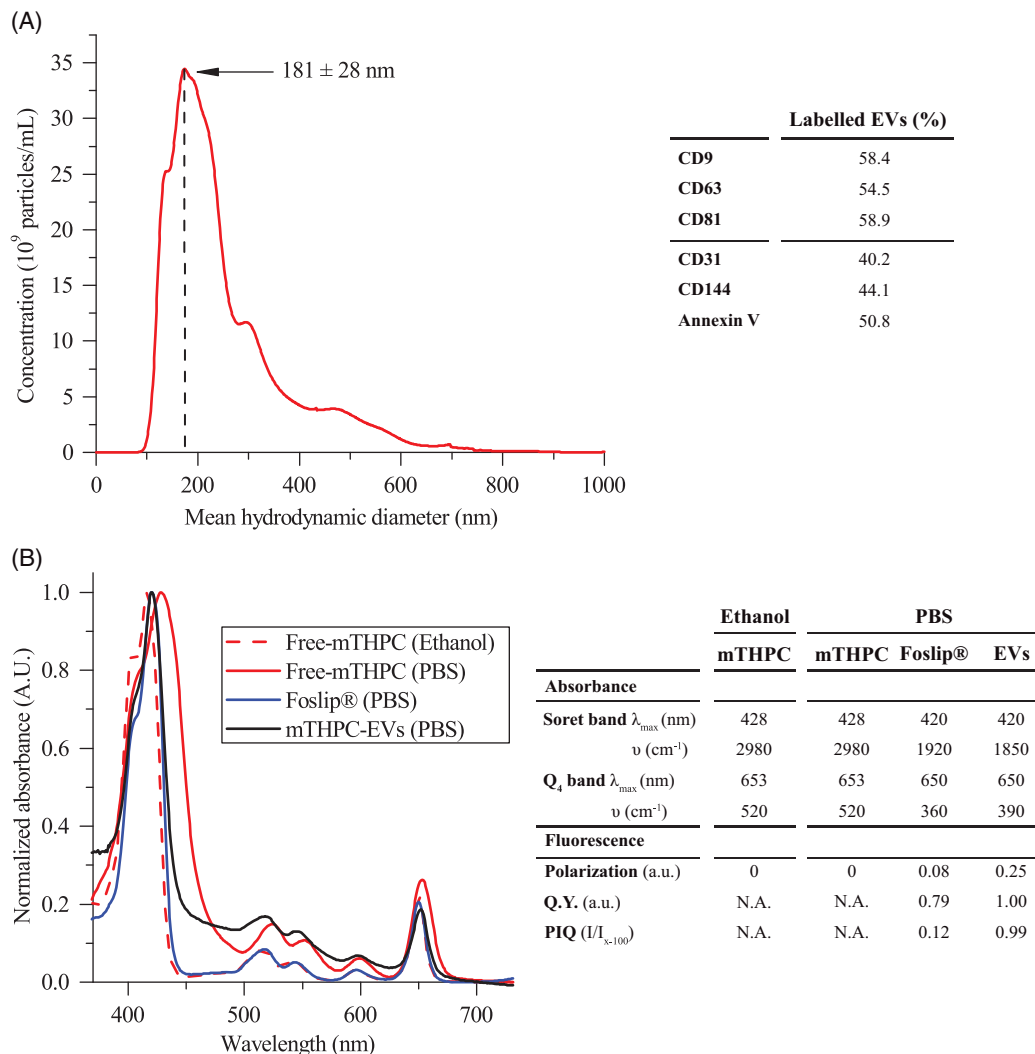 (A)
35
30
25
20
15
10
5
0
Concentration (10⁹ particles/mL)
181 ± 28 nm
0 200 400 600 800 1000
Mean hydrodynamic diameter (nm)
Labelled EVs (%)
CD9 58.4
CD63 54.5
CD81 58.9
CD31 40.2
CD144 44.1
Annexin V 50.8
(B)
1.0
0.8
0.6
0.4
0.2
0.0
Normalized absorbance (A.U.)
Free-mTHPC (Ethanol)
Free-mTHPC (PBS)
Foslip® (PBS)
mTHPC-EVs (PBS)
400 500 600 700
Wavelength (nm)
Ethanol PBS
mTHPC mTHPC Foslip® EVs
Absorbance
Soret band λmax (nm) 428 428 420 420
υ (cm⁻¹) 2980 2980 1920 1850
Q₄ band λmax (nm) 653 653 650 650
υ (cm⁻¹) 520 520 360 390
Fluorescence
Polarization (a.u.) 0 0 0.08 0.25
Q.Y. (a.u.) N.A. N.A. 0.79 1.00
PIQ (I/Ix-100) N.A. N.A. 0.12 0.99